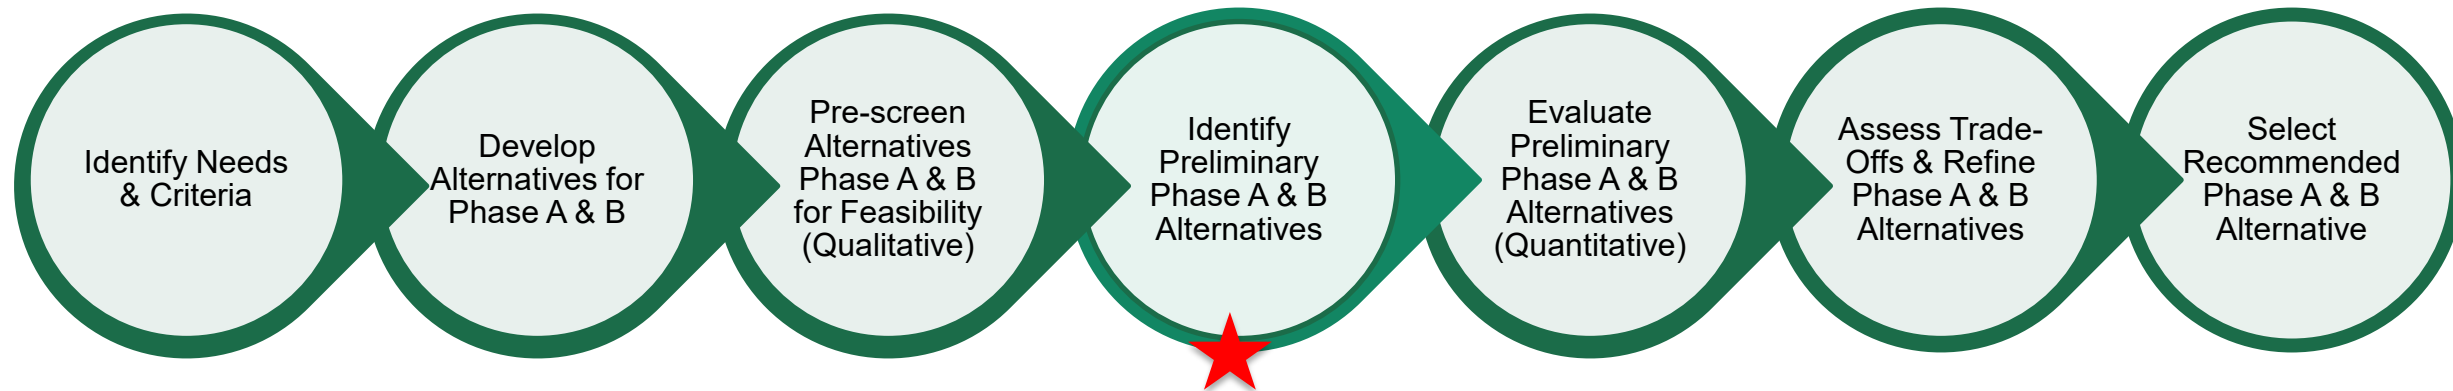 Identify Needs
& Criteria
Develop
Alternatives for
Phase A & B
Pre-screen
Alternatives
Phase A & B
for Feasibility
(Qualitative)
Identify
Preliminary
Phase A & B
Alternatives
Evaluate
Preliminary
Phase A & B
Alternatives
(Quantitative)
Assess Trade-
Offs & Refine
Phase A & B
Alternatives
Select
Recommended
Phase A & B
Alternative